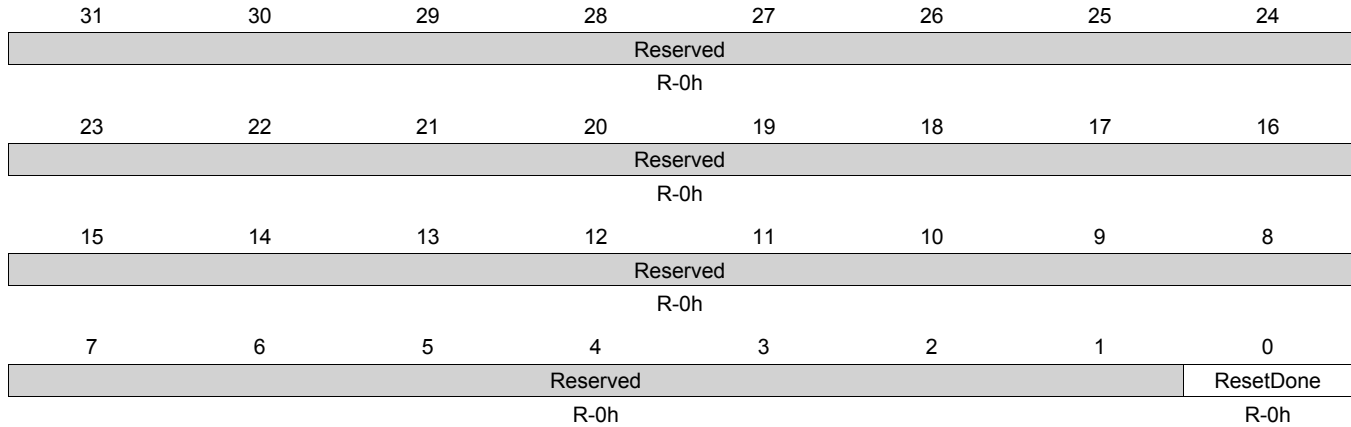 31 30 29 28 27 26 25 24
Reserved
R-0h
23 22 21 20 19 18 17 16
Reserved
R-0h
15 14 13 12 11 10 9 8
Reserved
R-0h
7 6 5 4 3 2 1 0
Reserved ResetDone
R-0h R-0h